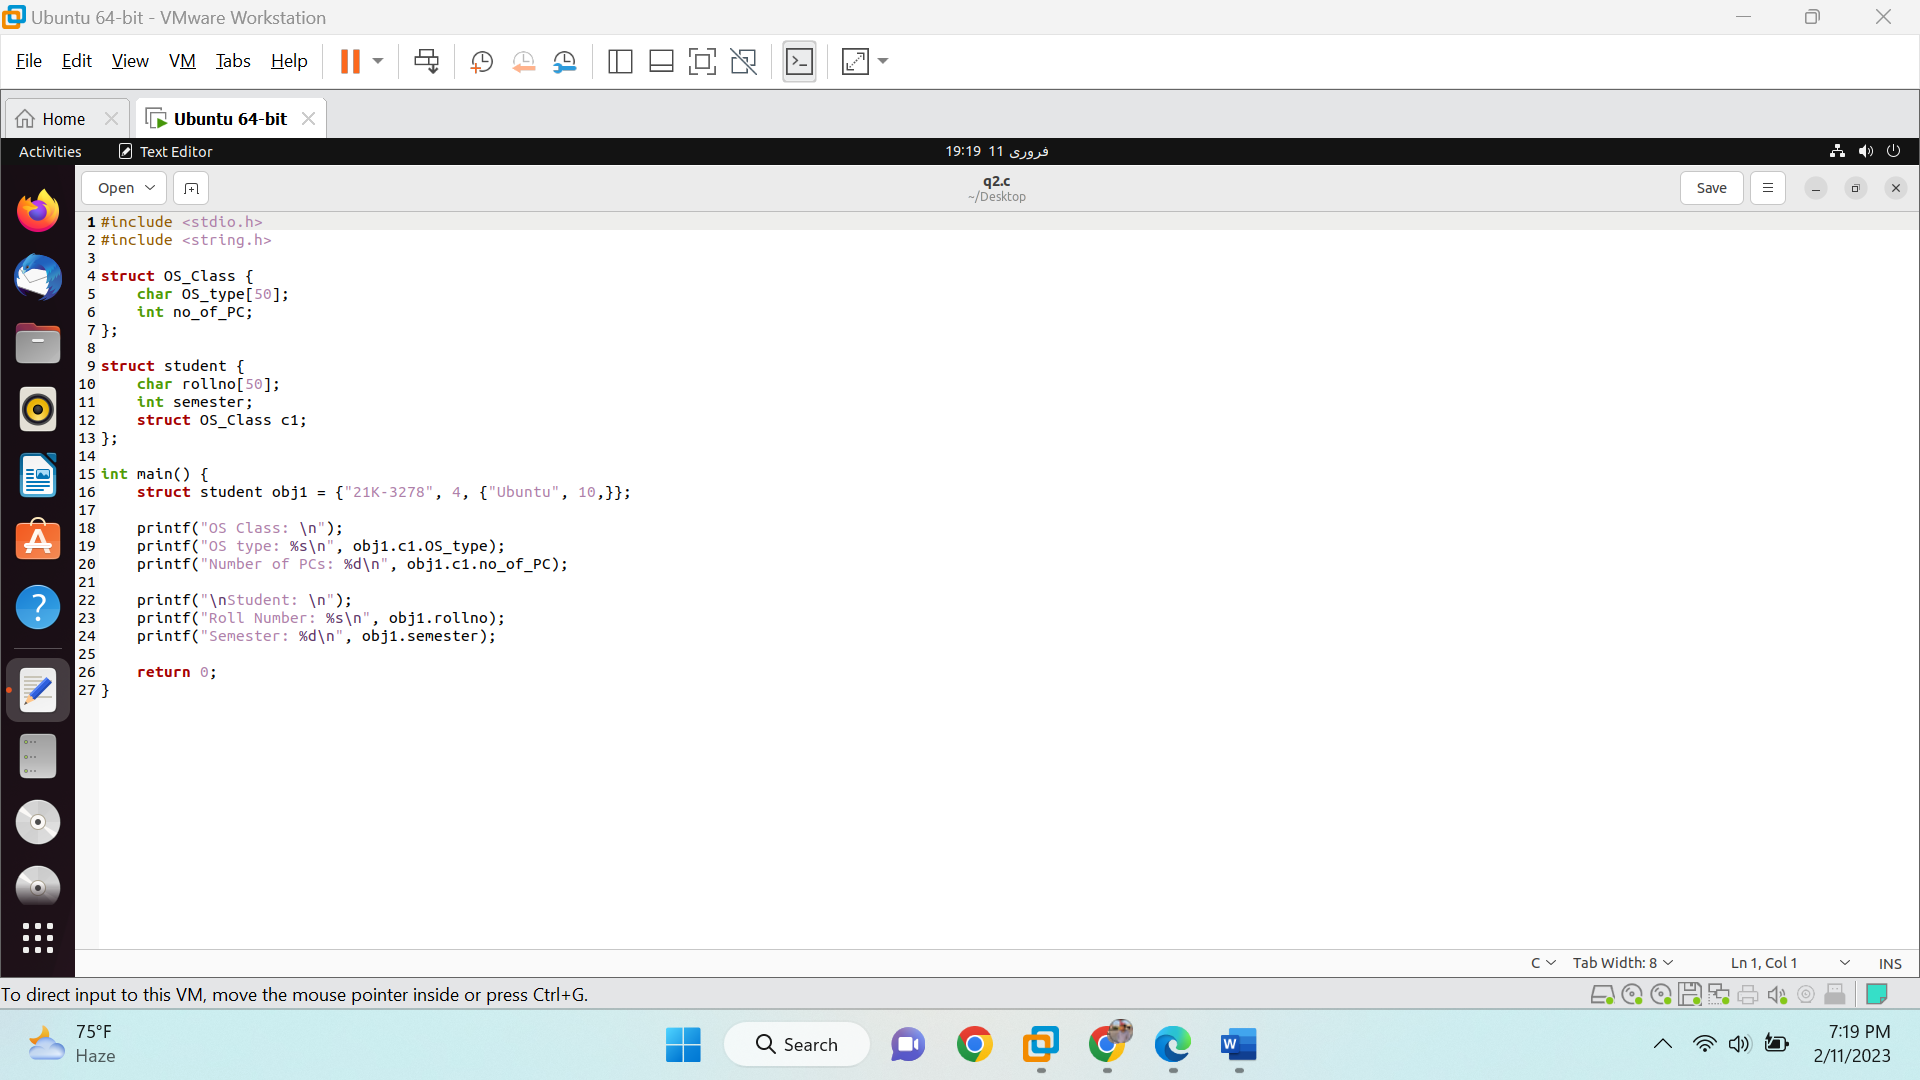 Ubuntu 64-bit - VMware Workstation
File Edit View VM Tabs Help
Home Ubuntu 64-bit
Activities Text Editor 19:19 11 فروری
Open q2.c Save
~/Desktop
1 #include <stdio.h>
2 #include <string.h>
3
4 struct OS_Class {
5     char OS_type[50];
6     int no_of_PC;
7 };
8
9 struct student {
10     char rollno[50];
11     int semester;
12     struct OS_Class c1;
13 };
14
15 int main() {
16     struct student obj1 = {"21K-3278", 4, {"Ubuntu", 10,}};
17
18     printf("OS Class: \n");
19     printf("OS type: %s\n", obj1.c1.OS_type);
20     printf("Number of PCs: %d\n", obj1.c1.no_of_PC);
21
22     printf("\nStudent: \n");
23     printf("Roll Number: %s\n", obj1.rollno);
24     printf("Semester: %d\n", obj1.semester);
25
26     return 0;
27 }
C Tab Width: 8 Ln 1, Col 1 INS
To direct input to this VM, move the mouse pointer inside or press Ctrl+G.
75°F
Haze
Search
W
7:19 PM
2/11/2023